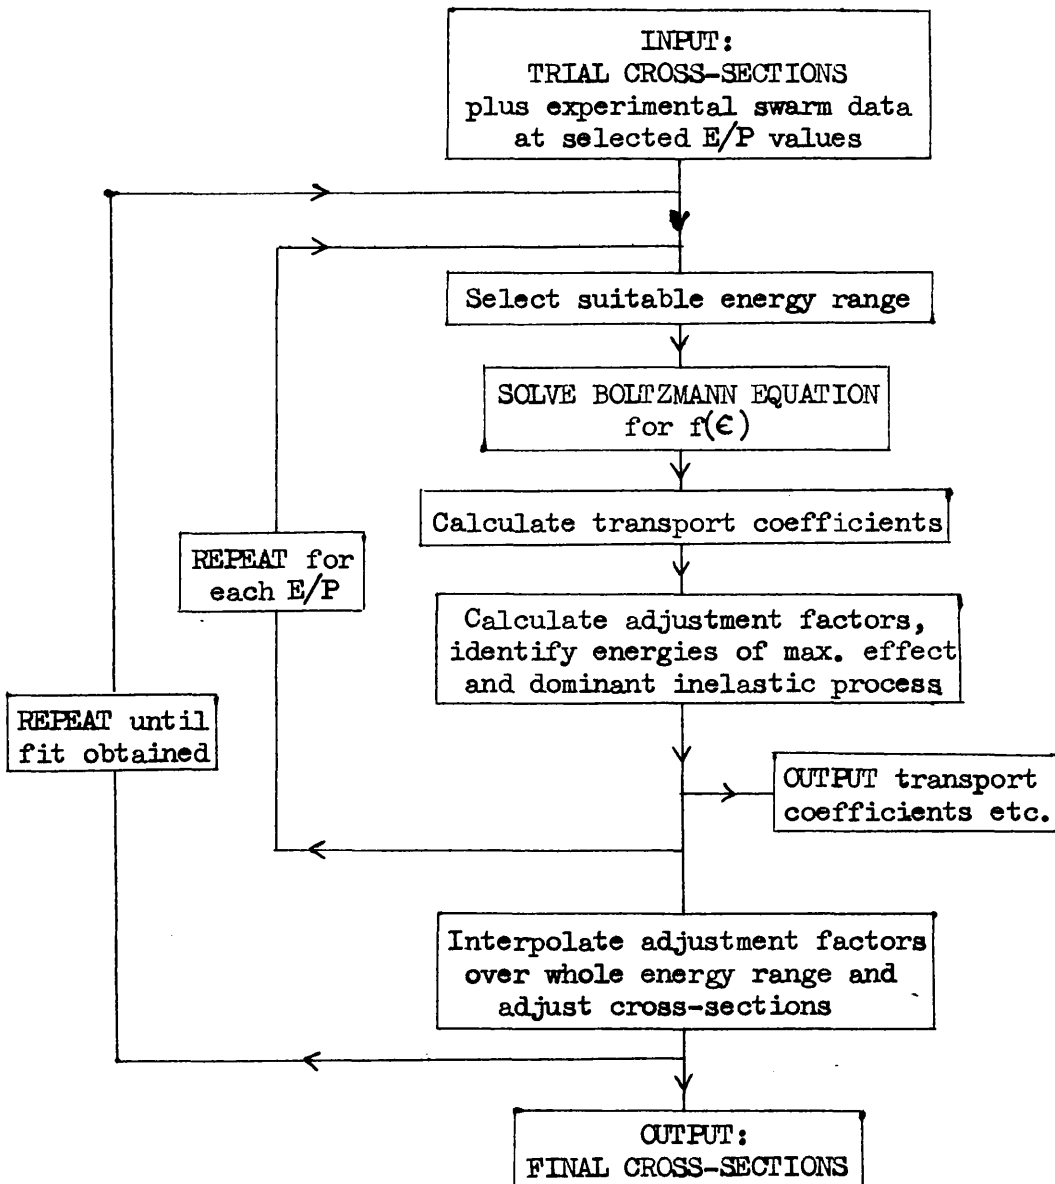 INPUT:
TRIAL CROSS-SECTIONS
plus experimental swarm data
at selected E/P values
Select suitable energy range
SOLVE BOLTZMANN EQUATION
for f(ϵ)
Calculate transport coefficients
REPEAT for
each E/P
Calculate adjustment factors,
identify energies of max. effect
and dominant inelastic process
REPEAT until
fit obtained
OUTPUT transport
coefficients etc.
Interpolate adjustment factors
over whole energy range and
adjust cross-sections
OUTPUT:
FINAL CROSS-SECTIONS